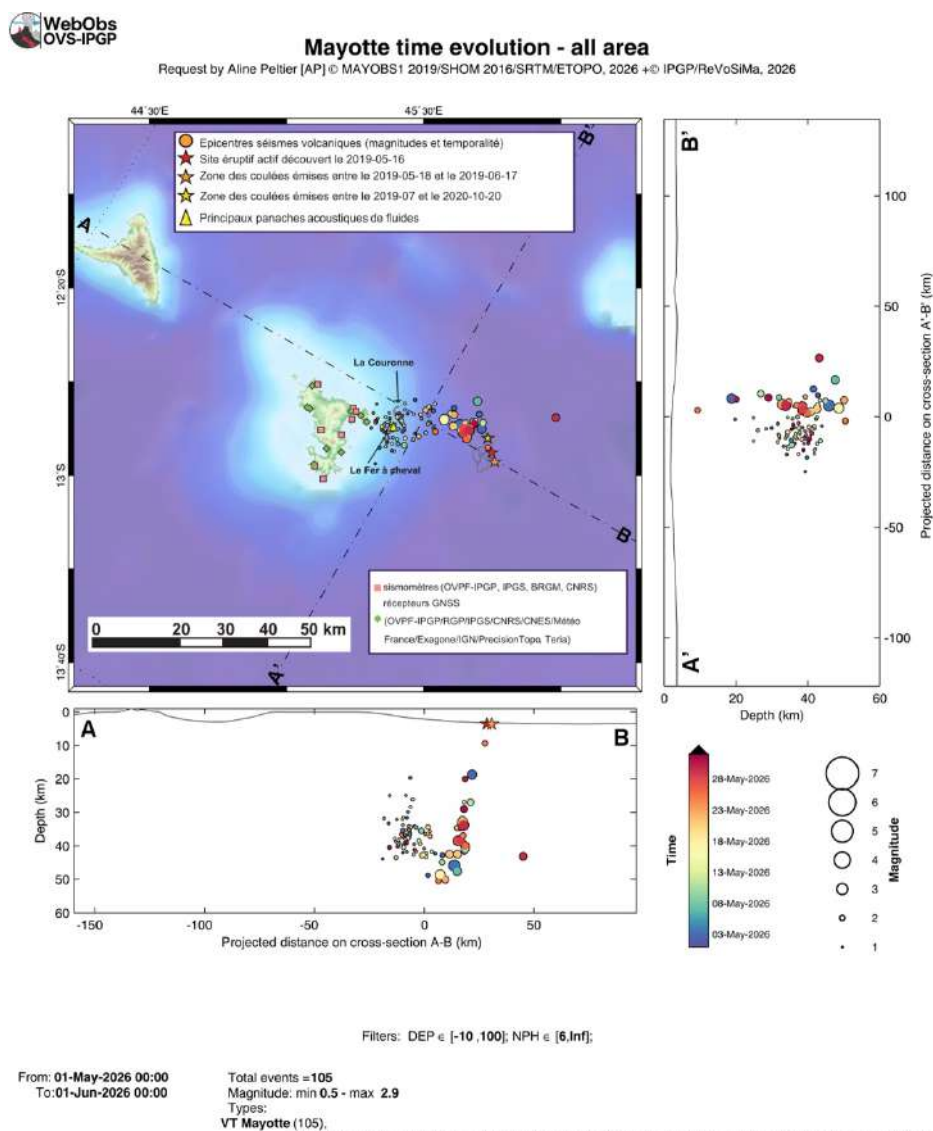 WebObs
OVS-IPGP
Mayotte time evolution - all area
Request by Aline Peltier [AP] © MAYOBS1 2019/SHOM 2016/SRTM/ETOPO, 2026 +© IPGP/ReVoSiMa, 2026
44°30'E
45°30'E
Epicentres séismes volcaniques (magnitudes et temporalité)
Site éruptif actif découvert le 2019-05-16
Zone des coulées émises entre le 2019-05-18 et le 2019-06-17
Zone des coulées émises entre le 2019-07 et le 2020-10-20
Principaux panaches acoustiques de fluides
A
B'
12°20'S
13°S
13°40'S
La Couronne
Le Fer à cheval
B
A'
sismomètres (OVPF-IPGP, IPGS, BRGM, CNRS)
récepteurs GNSS
(OVPF-IPGP/RGP/IPGS/CNRS/CNES/Météo
France/Exagone/IGN/PrecisionTopo, Teria)
0 20 30 40 50 km
B'
A'
100
50
0
-50
-100
Projected distance on cross-section A'-B' (km)
0 20 40 60
Depth (km)
A
B
0
10
20
30
40
50
60
Depth (km)
-150 -100 -50 0 50
Projected distance on cross-section A-B (km)
Time
28-May-2026
23-May-2026
18-May-2026
13-May-2026
08-May-2026
03-May-2026
7
6
5
4
3
2
1
Magnitude
Filters: DEP ∈ [-10 ,100]; NPH ∈ [6,Inf];
From: 01-May-2026 00:00
To:01-Jun-2026 00:00
Total events =105
Magnitude: min 0.5 - max 2.9
Types:
VT Mayotte (105),